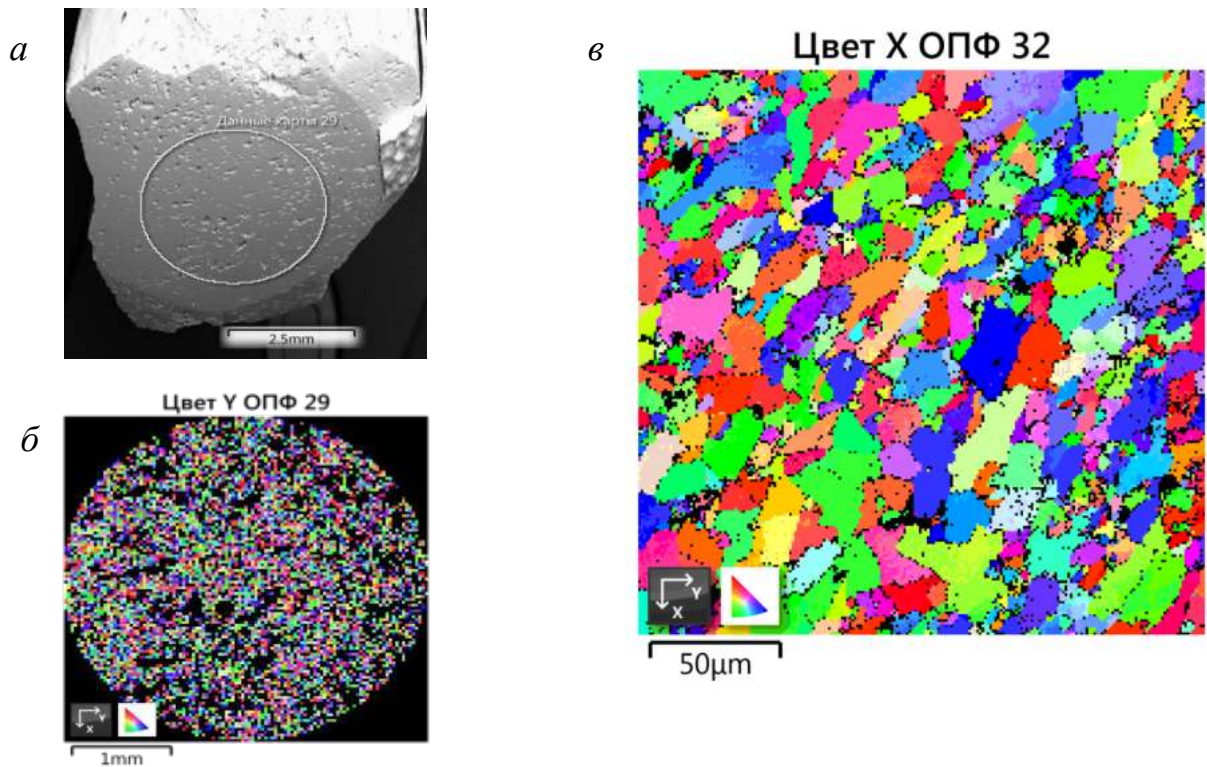 а
Данные карты 29
2.5mm
б
Цвет Y ОПФ 29
Y
X
1mm
в
Цвет X ОПФ 32
Y
X
50µm